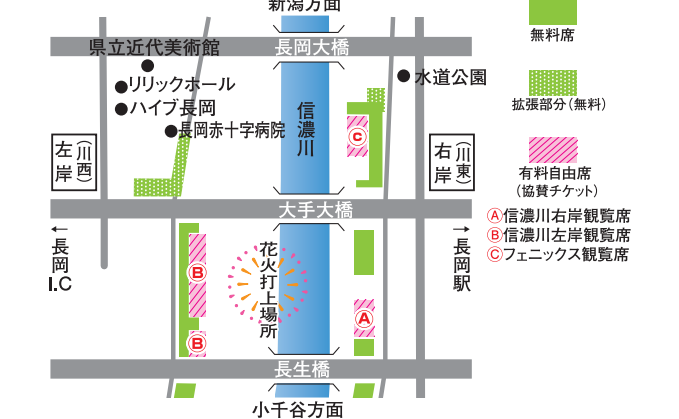 新潟方面
無料席
県立近代美術館
長岡大橋
水道公園
リリックホール
ハイブ長岡
拡張部分(無料)
長岡赤十字病院
信濃川
C
左岸(川西)
右岸(川東)
有料自由席
(協賛チケット)
大手大橋
A信濃川右岸観覧席
B信濃川左岸観覧席
Cフェニックス観覧席
←長岡I.C
→長岡駅
花火打上場所
B
A
B
長生橋
小千谷方面